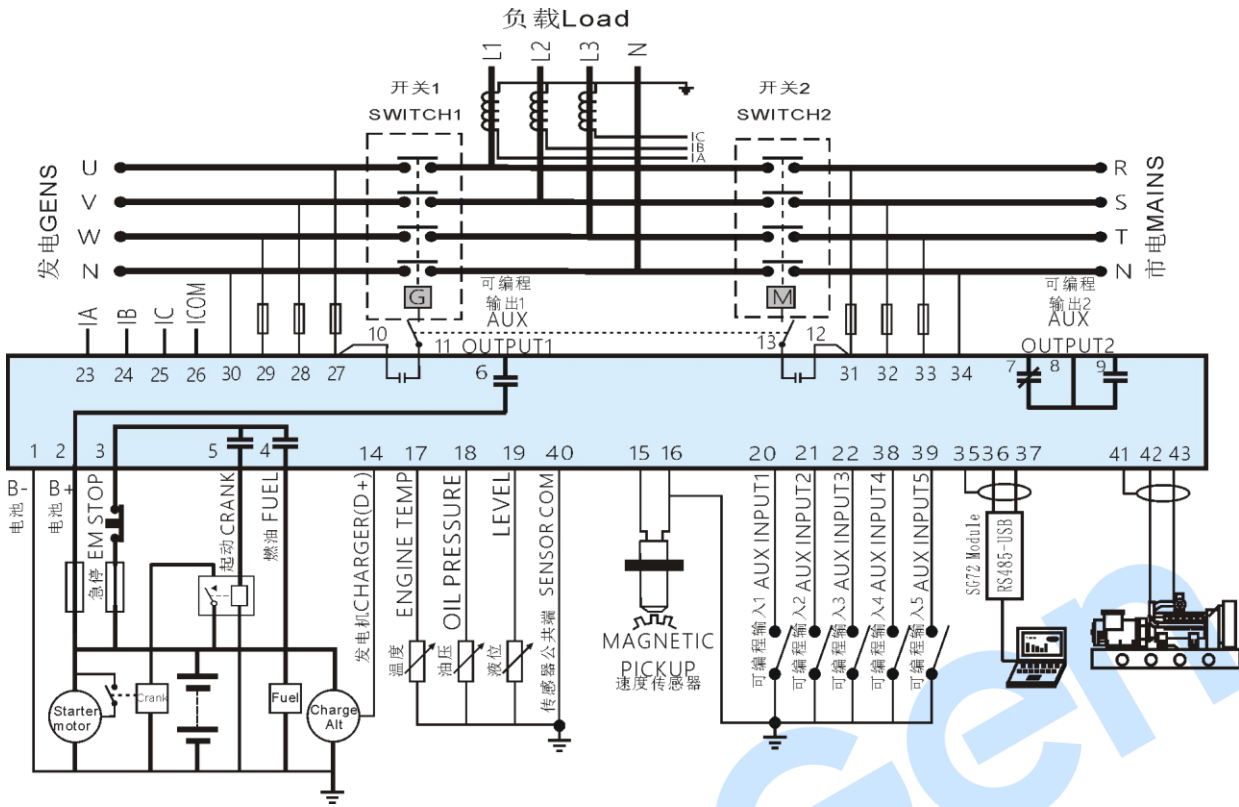 负载Load
L1
L2
L3
N
开关1
SWITCH1
开关2
SWITCH2
IC
IB
IA
发电GENS
U
V
W
N
R
S
T
N
市电MAINS
G
M
可编程
输出1
AUX
OUTPUT1
可编程
输出2
AUX
OUTPUT2
IA
IB
IC
ICOM
10
11
13
12
23
24
25
26
30
29
28
27
6
31
32
33
34
7
8
9
1
2
3
5
4
14
17
18
19
40
15
16
20
21
22
38
39
35
36
37
41
42
43
B-
电池
B+
电池
EM STOP
急停
起动 CRANK
燃油 FUEL
发电机CHARGER(D+)
ENGINE TEMP
温度
OIL PRESSURE
油压
LEVEL
液位
传感器公共端 SENSOR COM
MAGNETIC
PICKUP
速度传感器
可编程输入1 AUX INPUT1
可编程输入2 AUX INPUT2
可编程输入3 AUX INPUT3
可编程输入4 AUX INPUT4
可编程输入5 AUX INPUT5
SG72 Module
RS485-USB
Starter
motor
Crank
Fuel
Charge
Alt
Gen